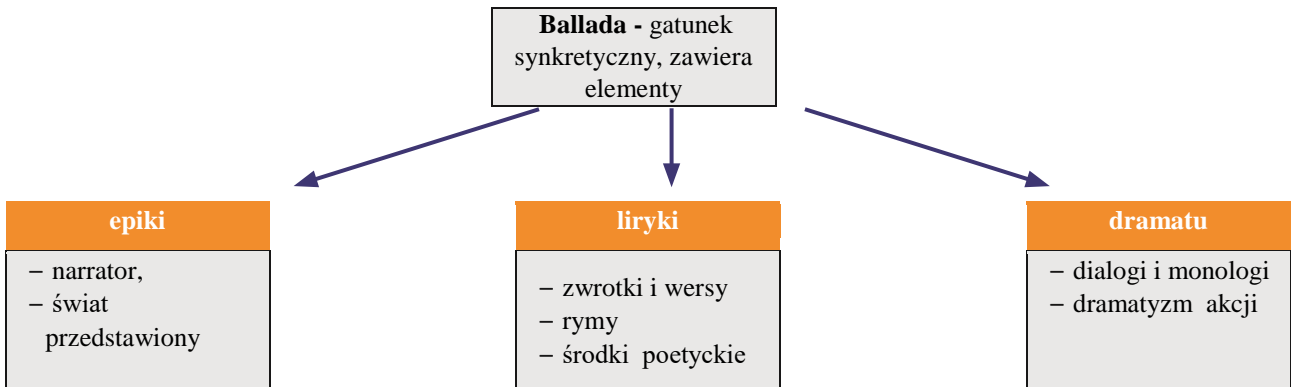 Ballada - gatunek
synkretyczny, zawiera
elementy
epiki
– narrator,
– świat
przedstawiony
liryki
– zwrotki i wersy
– rymy
– środki poetyckie
dramatu
– dialogi i monologi
– dramatyzm akcji